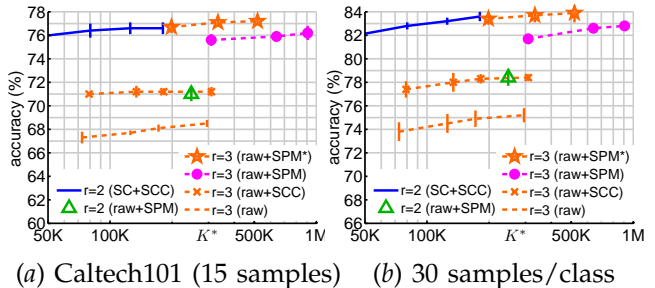 accuracy (%)
78
76
74
72
70
68
66
64
62
60
r=2 (SC+SCC)
r=2 (raw+SPM)
r=3 (raw+SPM*)
r=3 (raw+SPM)
r=3 (raw+SCC)
r=3 (raw)
50K 100K K* 500K 1M
(a) Caltech101 (15 samples)
accuracy (%)
84
82
80
78
76
74
72
70
68
66
r=2 (SC+SCC)
r=2 (raw+SPM)
r=3 (raw+SPM*)
r=3 (raw+SPM)
r=3 (raw+SCC)
r=3 (raw)
50K 100K K* 500K 1M
(b) 30 samples/class